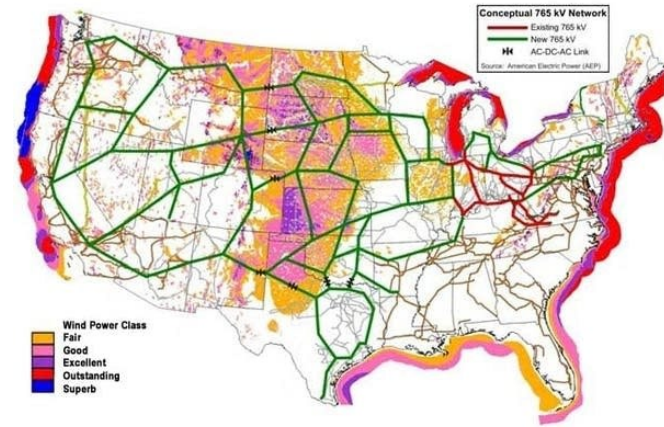 Conceptual 765 kV Network
Existing 765 kV
New 765 kV
AC-DC-AC Link
Source: American Electric Power (AEP)
Wind Power Class
Fair
Good
Excellent
Outstanding
Superb